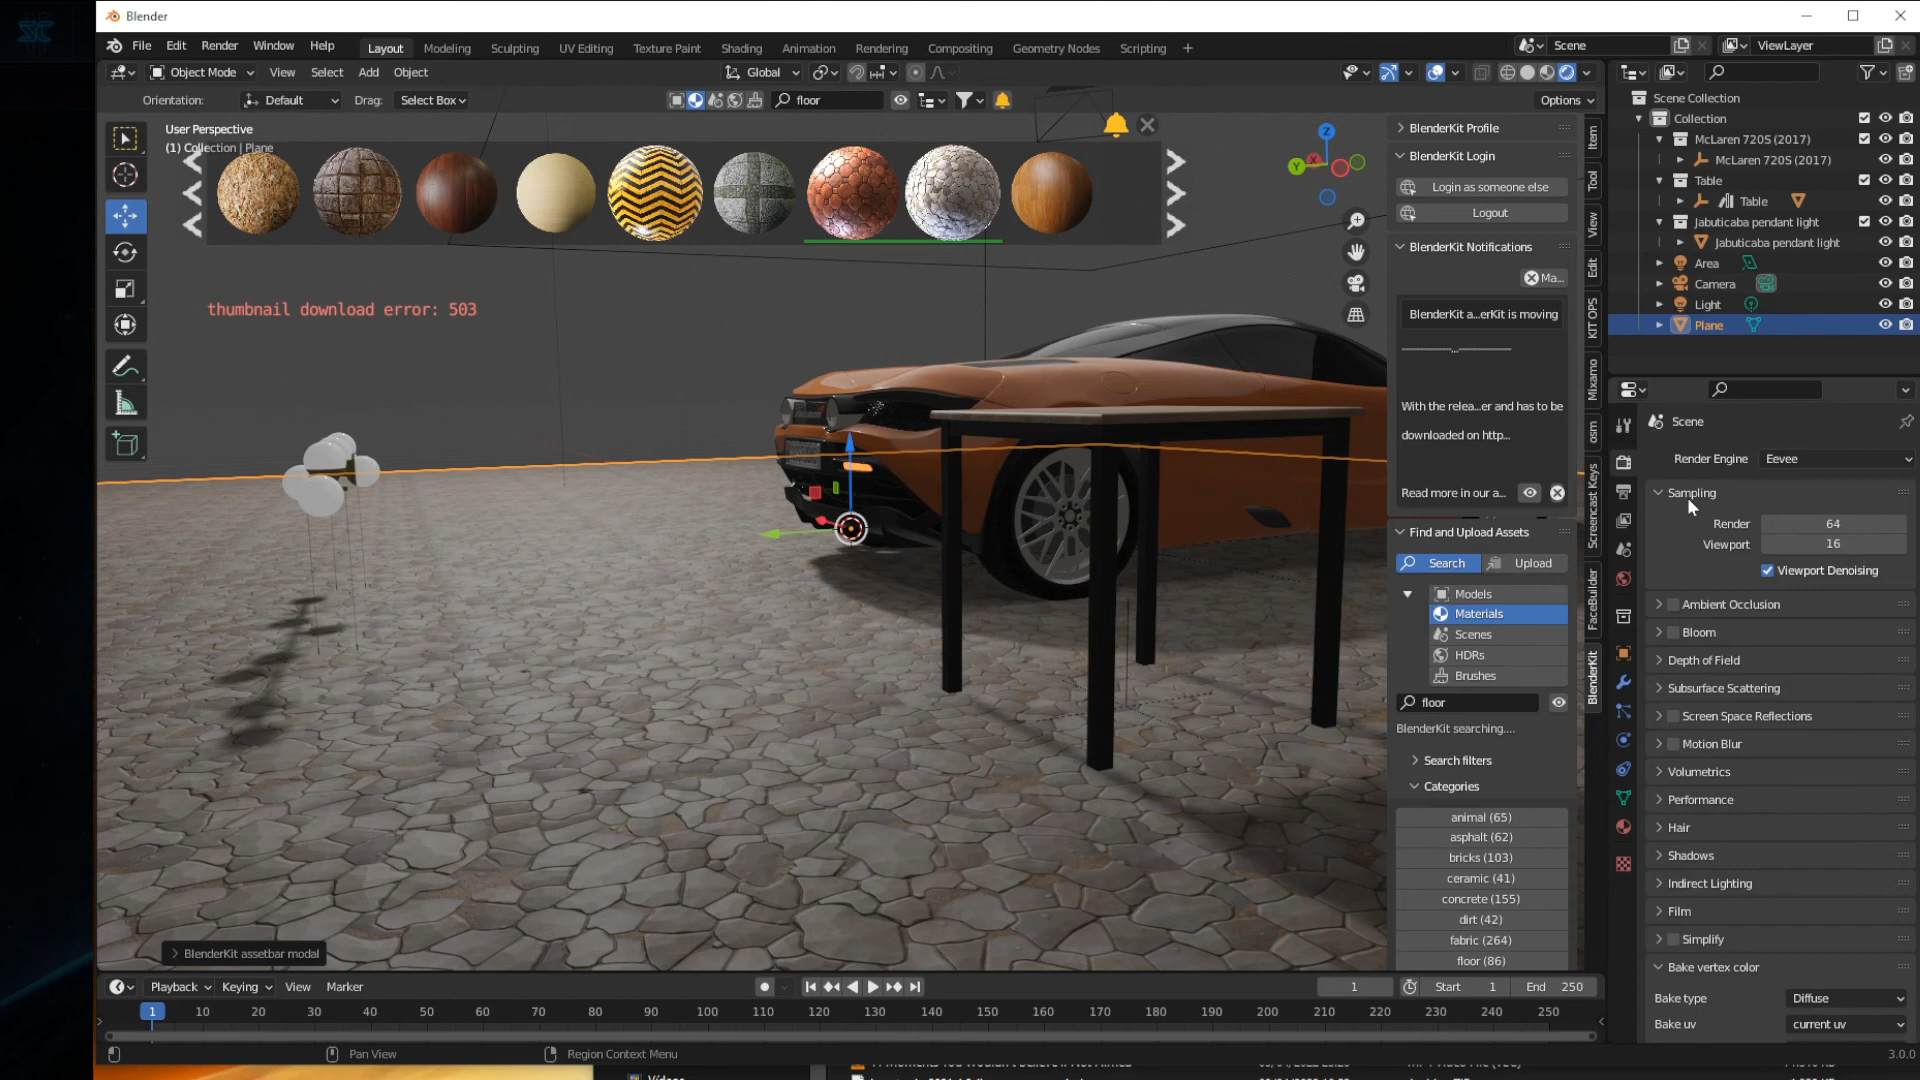 Blender
File Edit Render Window Help
Layout Modeling Sculpting UV Editing Texture Paint Shading Animation Rendering Compositing Geometry Nodes Scripting +
Scene
ViewLayer
Object Mode View Select Add Object
Global
Orientation: Default Drag: Select Box
floor
Options
User Perspective
(1) Collection | Plane
thumbnail download error: 503
Z
Y
X
BlenderKit assetbar modal
BlenderKit Profile
BlenderKit Login
Login as someone else
Logout
BlenderKit Notifications
Ma...
BlenderKit a...erKit is moving
With the relea...er and has to be
downloaded on http...
Read more in our a...
Find and Upload Assets
Search Upload
Models
Materials
Scenes
HDRs
Brushes
floor
BlenderKit searching....
Search filters
Categories
animal (65)
asphalt (62)
bricks (103)
ceramic (41)
concrete (155)
dirt (42)
fabric (264)
floor (86)
Item
Tool
View
Edit
KIT OPS
Mixamo
osm
Screencast Keys
FaceBuilder
BlenderKit
Scene Collection
Collection
McLaren 720S (2017)
McLaren 720S (2017)
Table
Table
Jabuticaba pendant light
Jabuticaba pendant light
Area
Camera
Light
Plane
Scene
Render Engine Eevee
Sampling
Render 64
Viewport 16
Viewport Denoising
Ambient Occlusion
Bloom
Depth of Field
Subsurface Scattering
Screen Space Reflections
Motion Blur
Volumetrics
Performance
Hair
Shadows
Indirect Lighting
Film
Simplify
Bake vertex color
Bake type Diffuse
Bake uv current uv
Playback Keying View Marker
1 Start 1 End 250
1 10 20 30 40 50 60 70 80 90 100 110 120 130 140 150 160 170 180 190 200 210 220 230 240 250
Pan View Region Context Menu
3.0.0